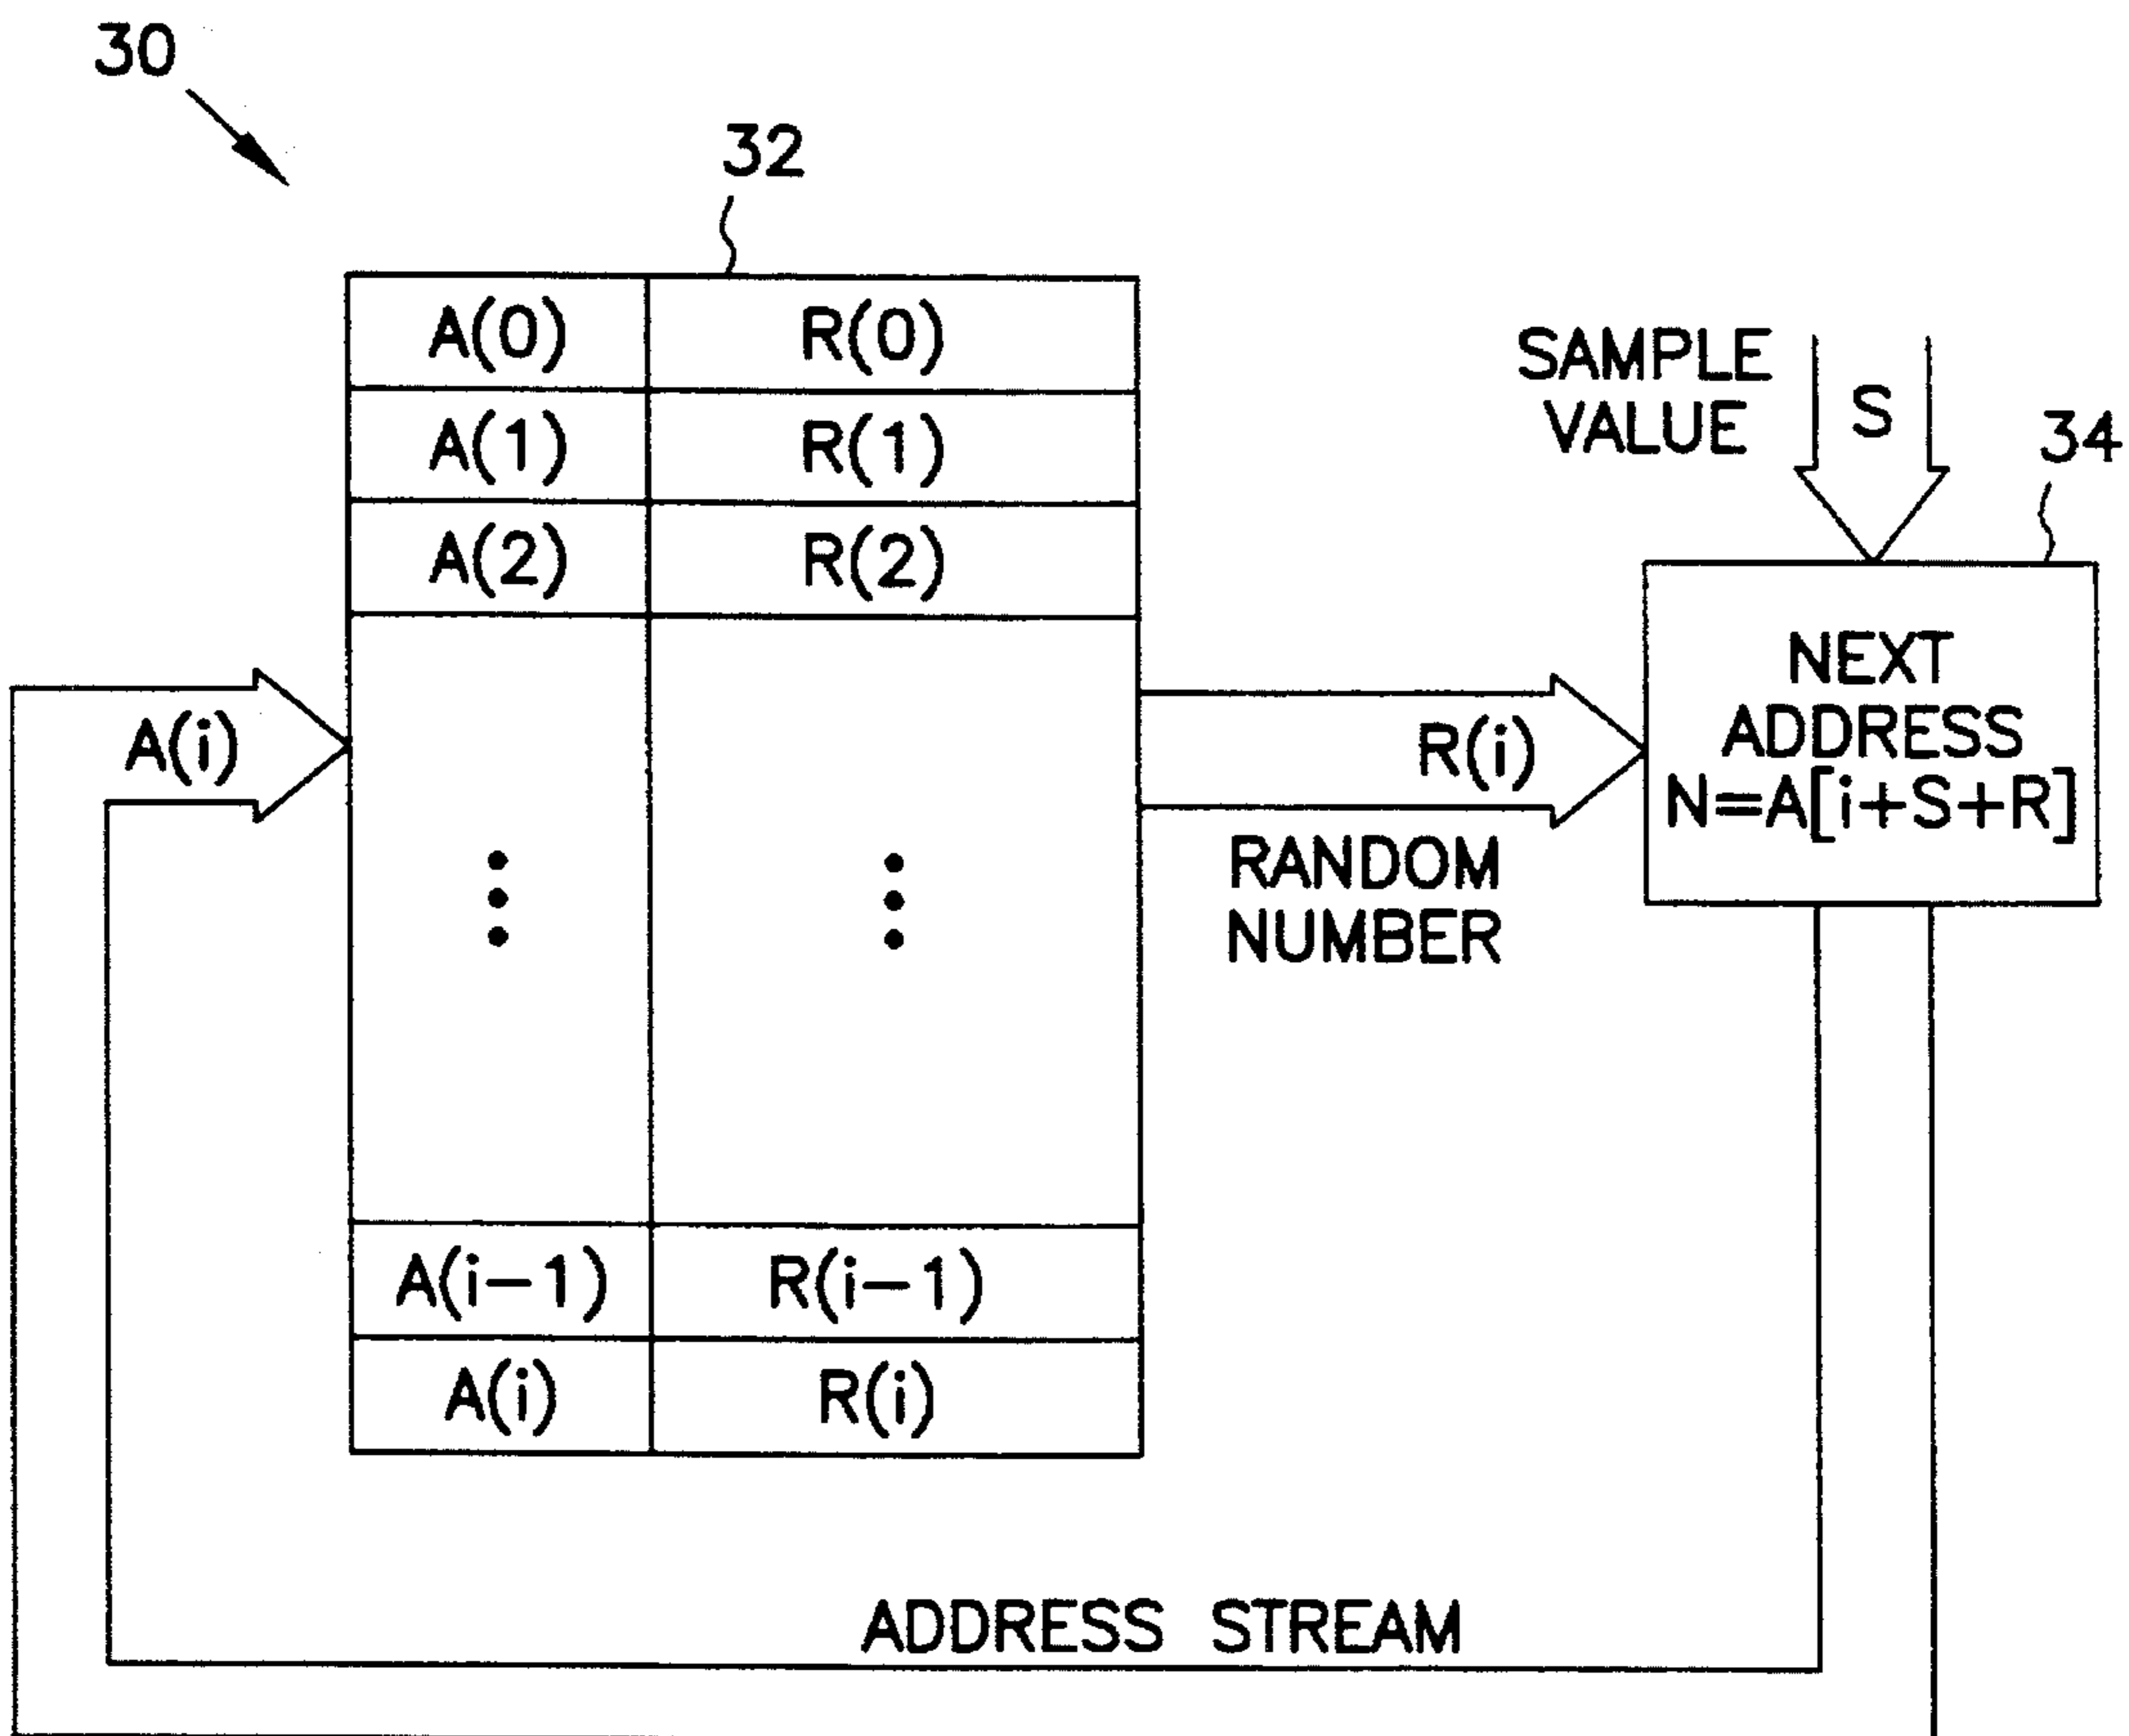 30
32
A(0) R(0)
A(1) R(1)
A(2) R(2)
SAMPLE
VALUE
S
34
A(i)
R(i)
RANDOM
NUMBER
NEXT
ADDRESS
N=A[i+S+R]
A(i-1) R(i-1)
A(i) R(i)
ADDRESS STREAM